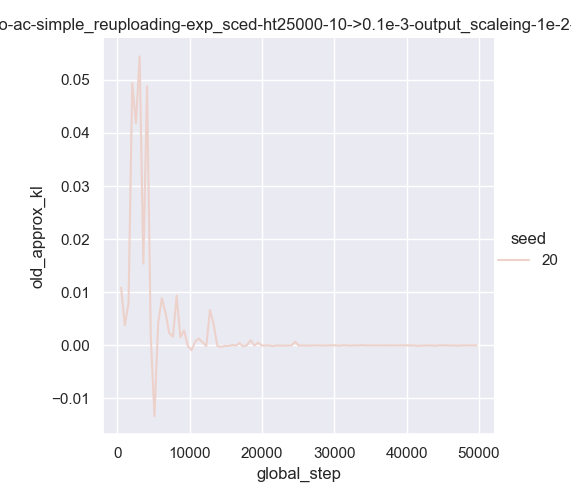 o-ac-simple_reuploading-exp_sced-ht25000-10->0.1e-3-output_scaleing-1e-2-
0.05
0.04
0.03
0.02
0.01
0.00
−0.01
old_approx_kl
0 10000 20000 30000 40000 50000
global_step
seed
20